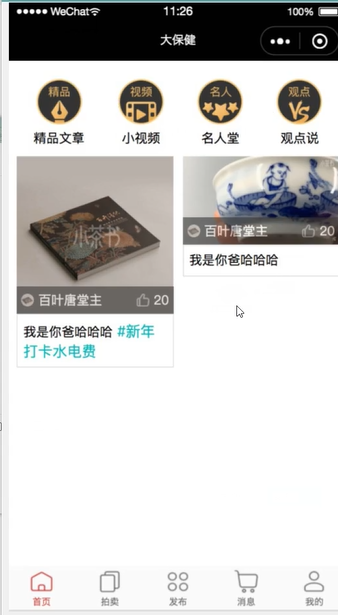 WeChat 11:26 100%
大保健
精品 视频 名人 观点
VS
精品文章 小视频 名人堂 观点说
小茶书
百叶唐堂主 20
我是你爸哈哈哈 #新年
打卡水电费
百叶唐堂主 20
我是你爸哈哈哈
首页 拍卖 发布 消息 我的